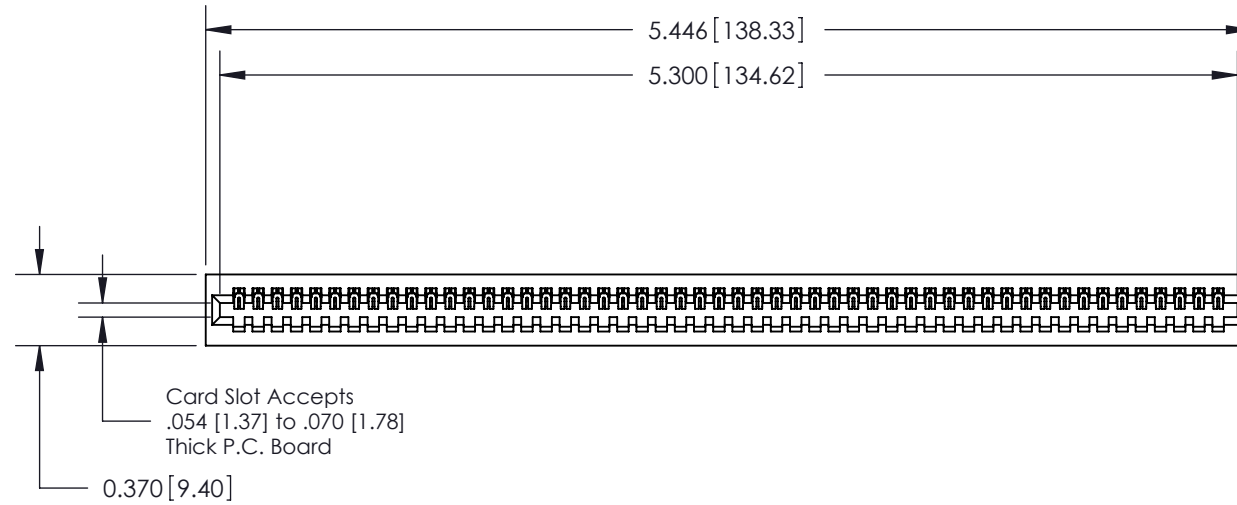 5.446 [138.33]
5.300 [134.62]
Card Slot Accepts
.054 [1.37] to .070 [1.78]
Thick P.C. Board
0.370 [9.40]